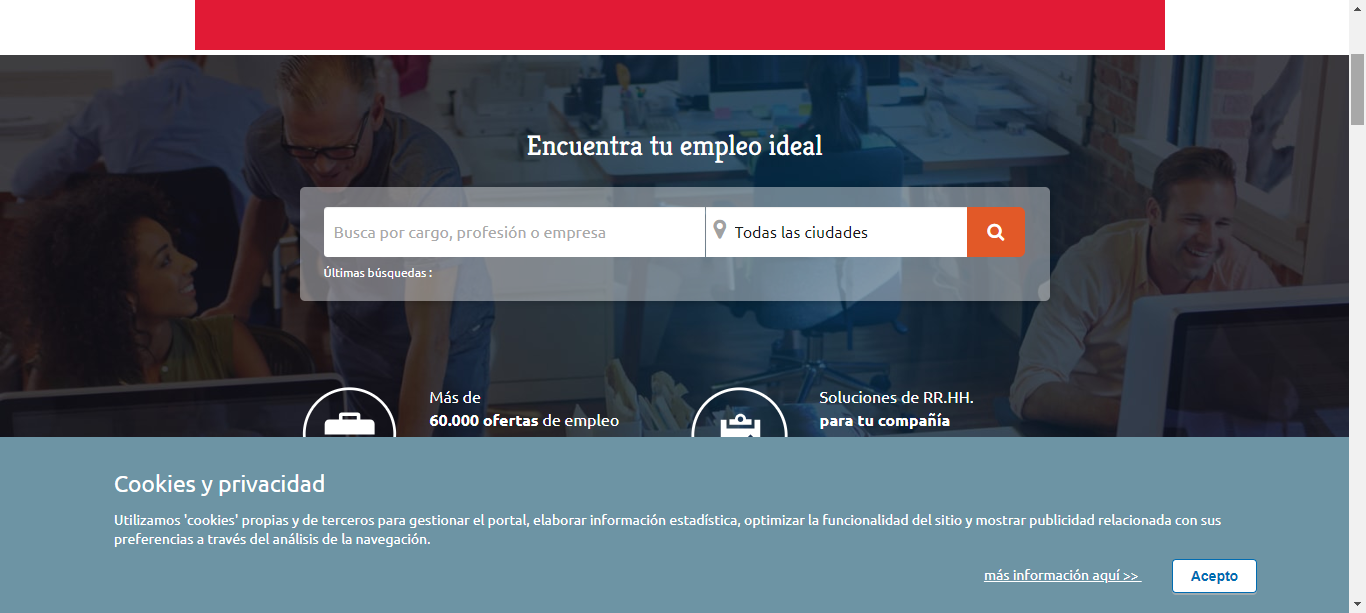 Encuentra tu empleo ideal
Busca por cargo, profesión o empresa
Todas las ciudades
Últimas búsquedas :
Más de
60.000 ofertas de empleo
Soluciones de RR.HH.
para tu compañía
Cookies y privacidad
Utilizamos 'cookies' propias y de terceros para gestionar el portal, elaborar información estadística, optimizar la funcionalidad del sitio y mostrar publicidad relacionada con sus
preferencias a través del análisis de la navegación.
más información aquí >>
Acepto